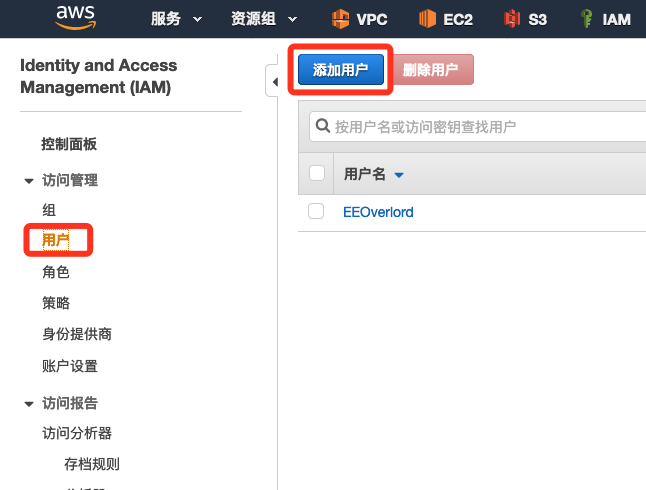 aws 服务 资源组 VPC EC2 S3 IAM
Identity and Access
Management (IAM)
控制面板
访问管理
组
用户
角色
策略
身份提供商
账户设置
访问报告
访问分析器
存档规则
添加用户 删除用户
按用户名或访问密钥查找用户
用户名
EEOverlord